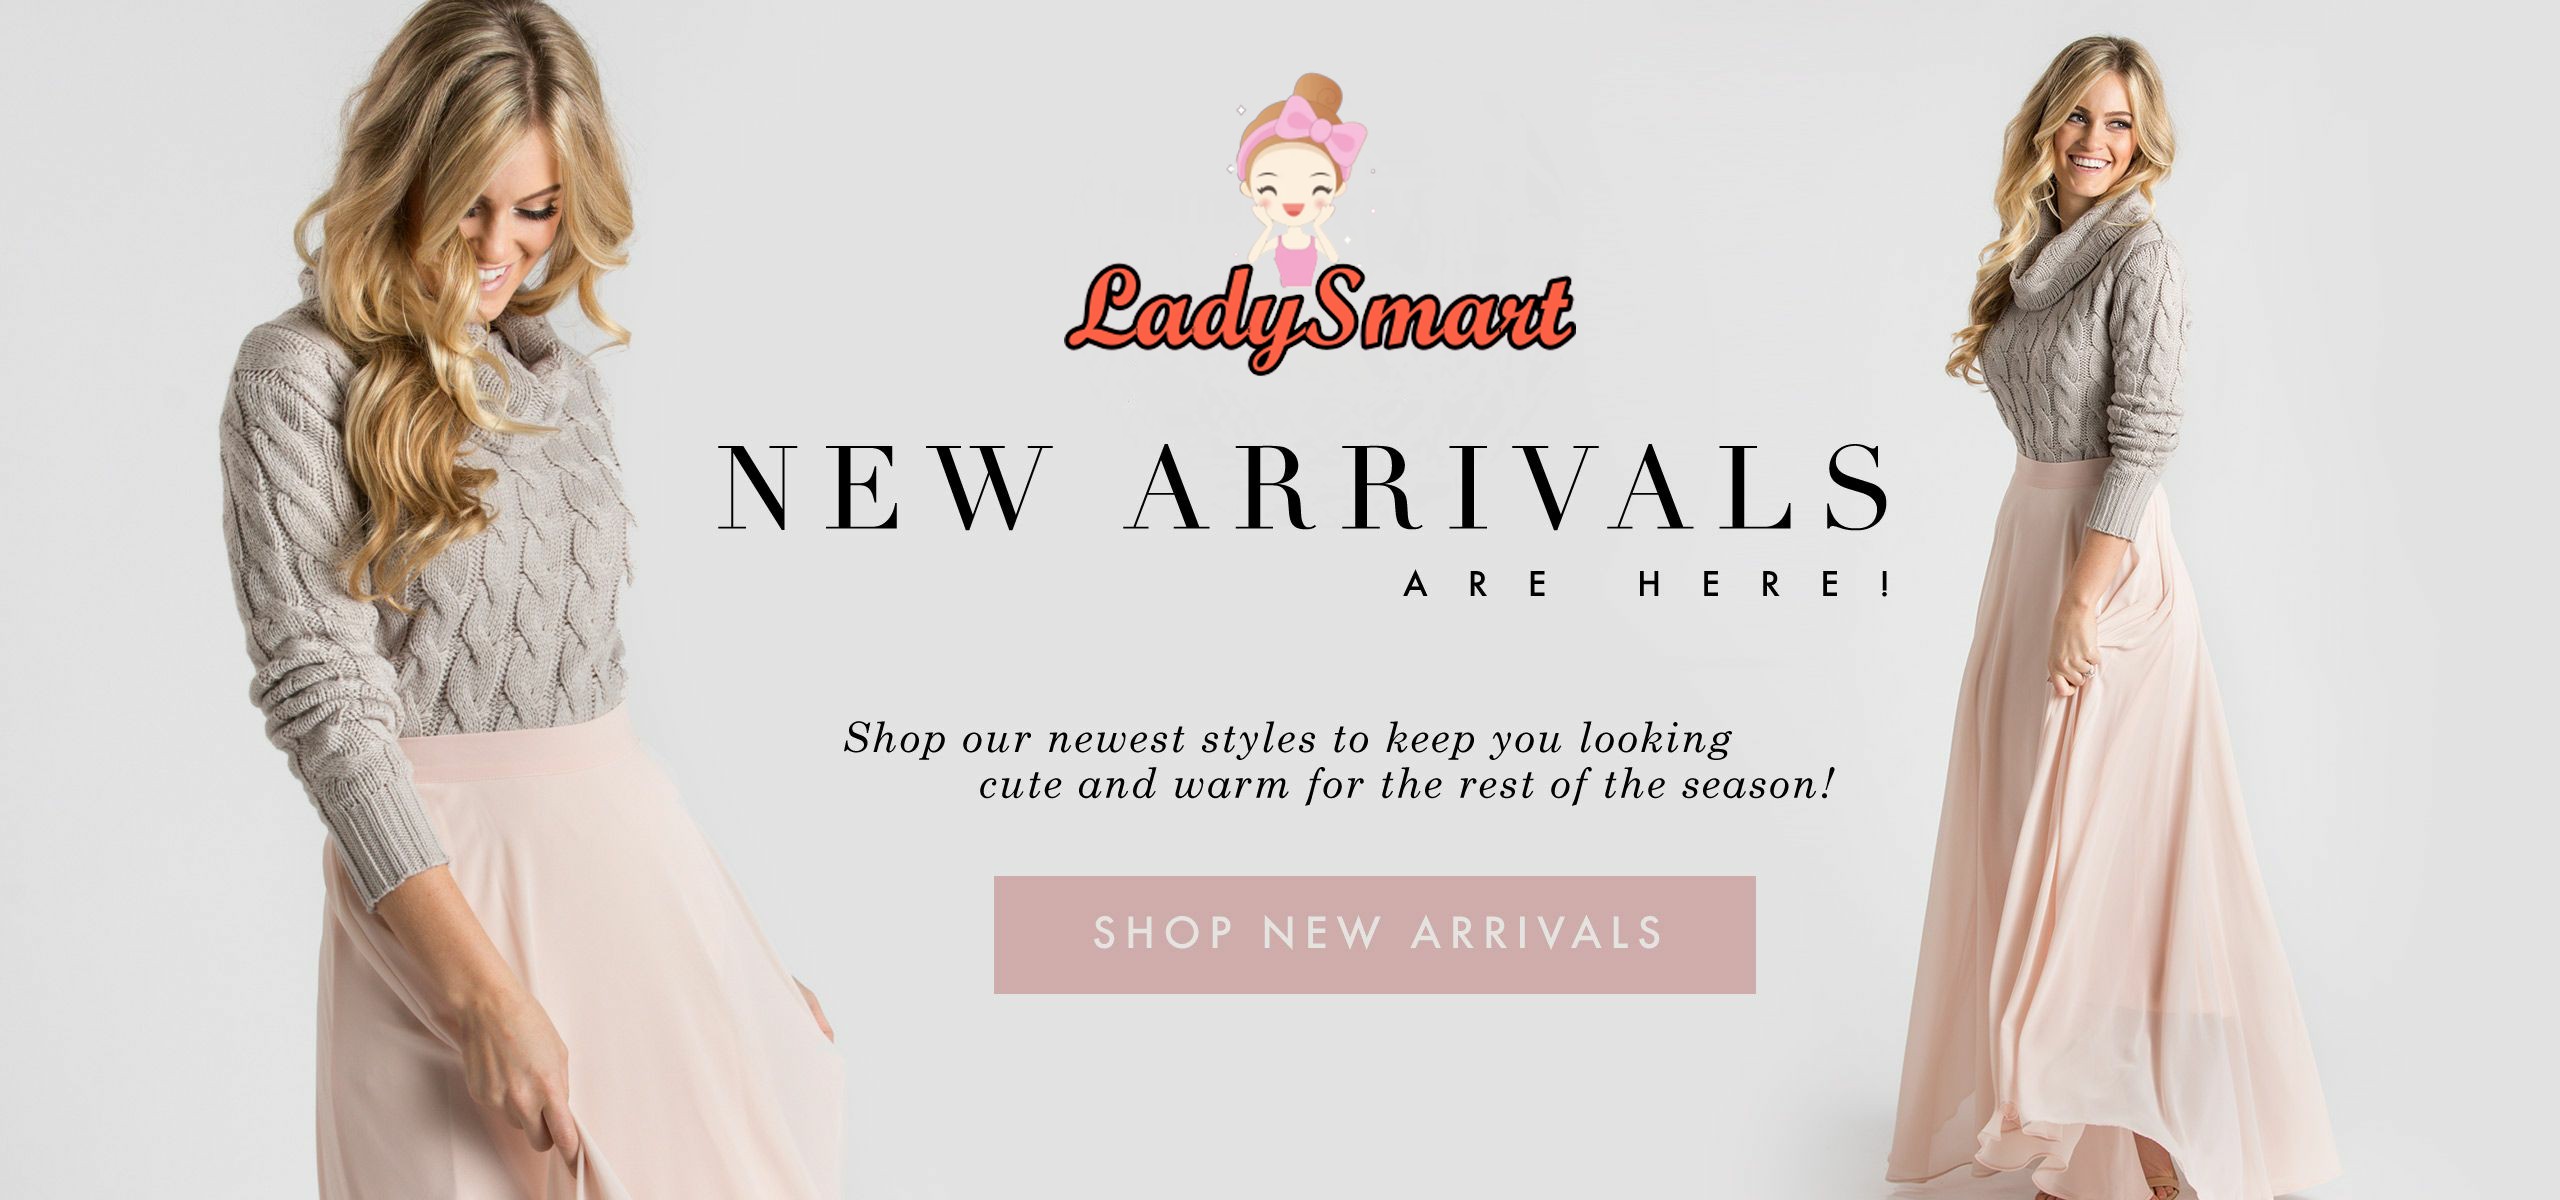 LadySmart
NEW ARRIVALS
ARE HERE!
Shop our newest styles to keep you looking
cute and warm for the rest of the season!
SHOP NEW ARRIVALS